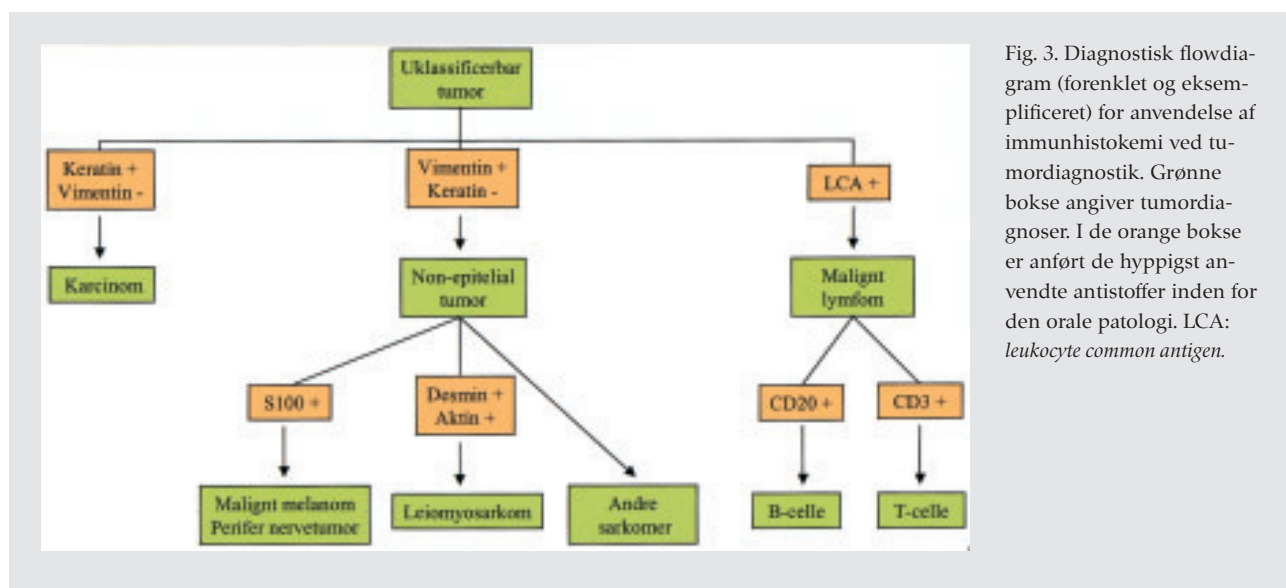 Uklassificerbar
tumor
Keratin +
Vimentin -
Vimentin +
Keratin -
LCA +
Karcinom
Non-epitelial
tumor
Malignt
lymfom
S100 +
Desmin +
Aktin +
CD20 +
CD3 +
Malignt melanom
Perifer nervetumor
Leiomyosarkom
Andre
sarkomer
B-celle
T-celle
Fig. 3. Diagnostisk flowdia-
gram (forenklet og eksem-
plificeret) for anvendelse af
immunhistokemi ved tu-
mordiagnostik. Grønne
bokse angiver tumordia-
gnoser. I de orange bokse
er anført de hyppigst an-
vendte antistoffer inden for
den orale patologi. LCA:
leukocyte common antigen.